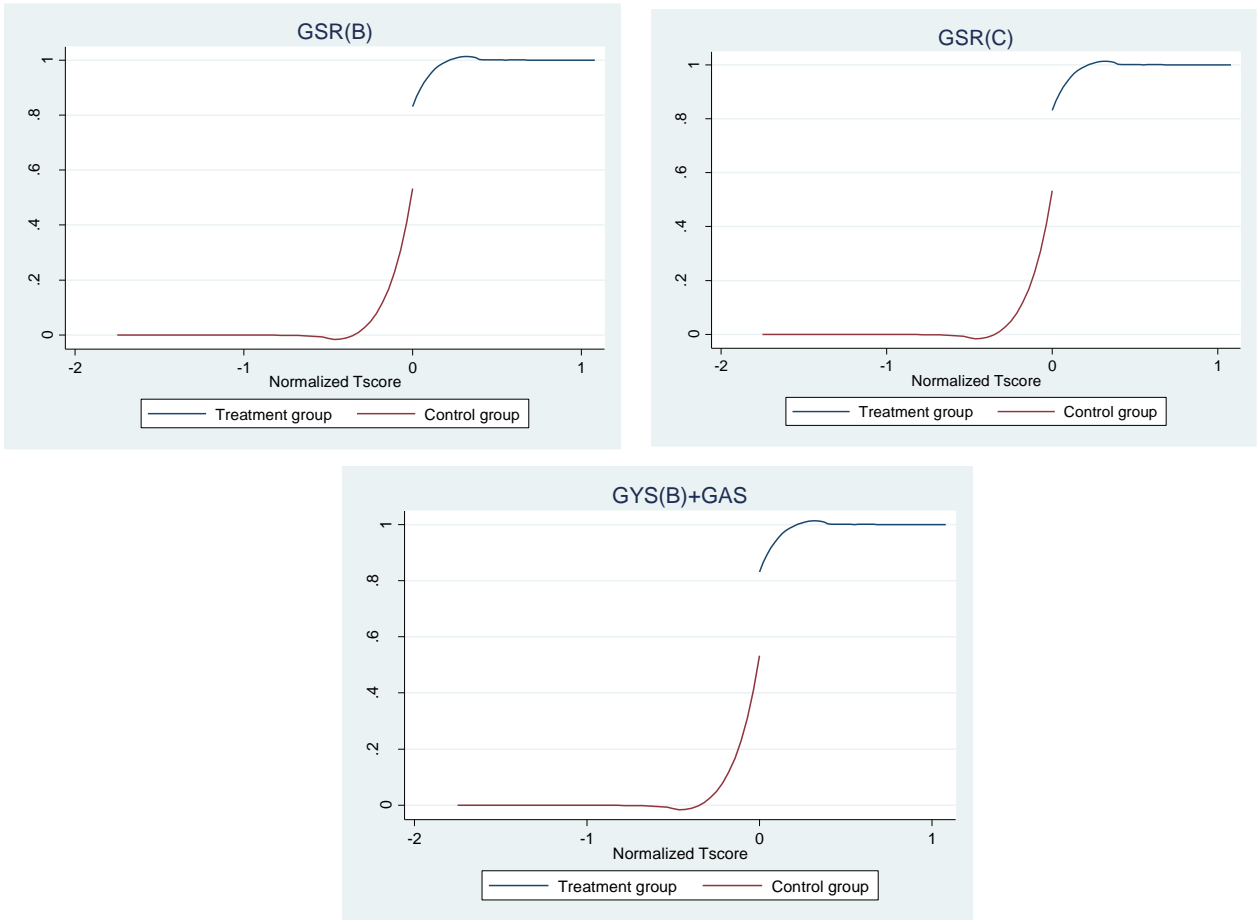 GSR(B)
1
.8
.6
.4
.2
0
-2 -1 0 1
Normalized Tscore
Treatment group Control group
GSR(C)
1
.8
.6
.4
.2
0
-2 -1 0 1
Normalized Tscore
Treatment group Control group
GYS(B)+GAS
1
.8
.6
.4
.2
0
-2 -1 0 1
Normalized Tscore
Treatment group Control group